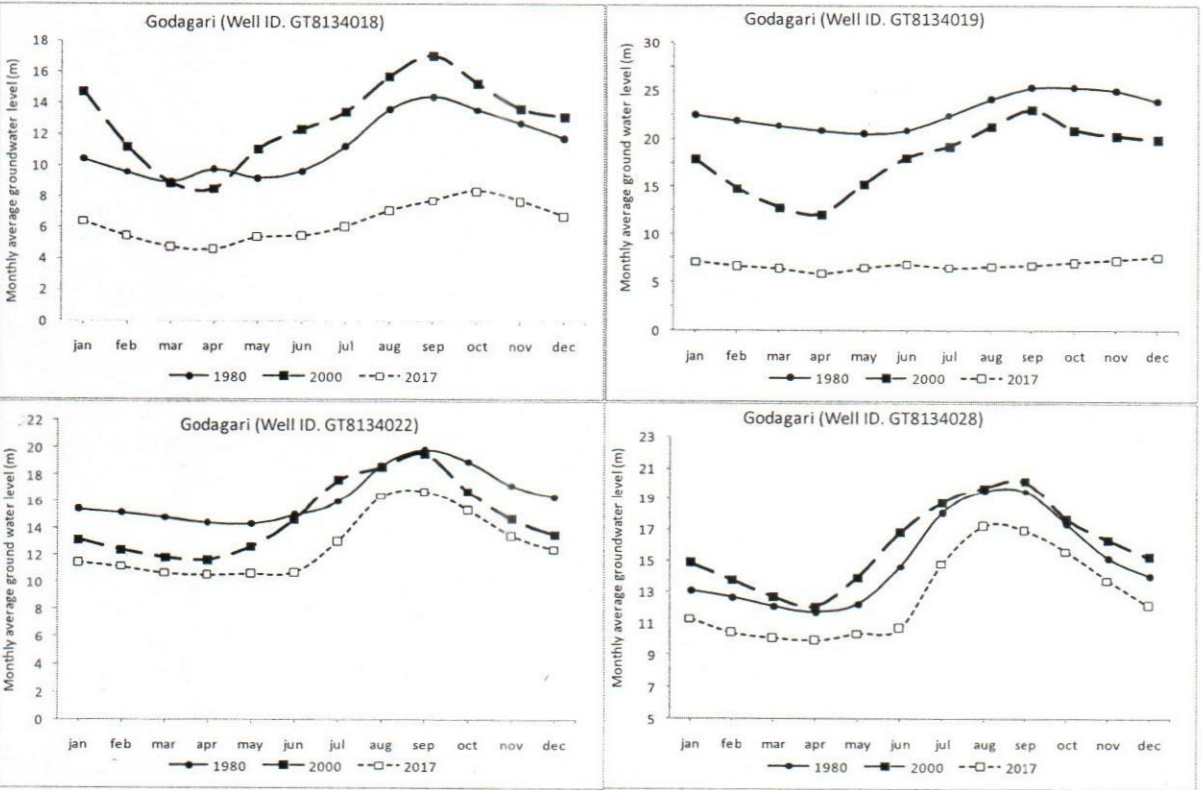 Godagari (Well ID. GT8134018)
Monthly average groundwater level (m)
18
16
14
12
10
8
6
4
2
0
jan feb mar apr may jun jul aug sep oct nov dec
1980 2000 2017
Godagari (Well ID. GT8134019)
Monthly average ground water level (m)
30
25
20
15
10
5
0
jan feb mar apr may jun jul aug sep oct nov dec
1980 2000 2017
Godagari (Well ID. GT8134022)
Monthly average ground water level (m)
22
20
18
16
14
12
10
8
6
4
2
0
jan feb mar apr may jun jul aug sep oct nov dec
1980 2000 2017
Godagari (Well ID. GT8134028)
Monthly average groundwater level (m)
23
21
19
17
15
13
11
9
7
5
jan feb mar apr may jun jul aug sep oct nov dec
1980 2000 2017